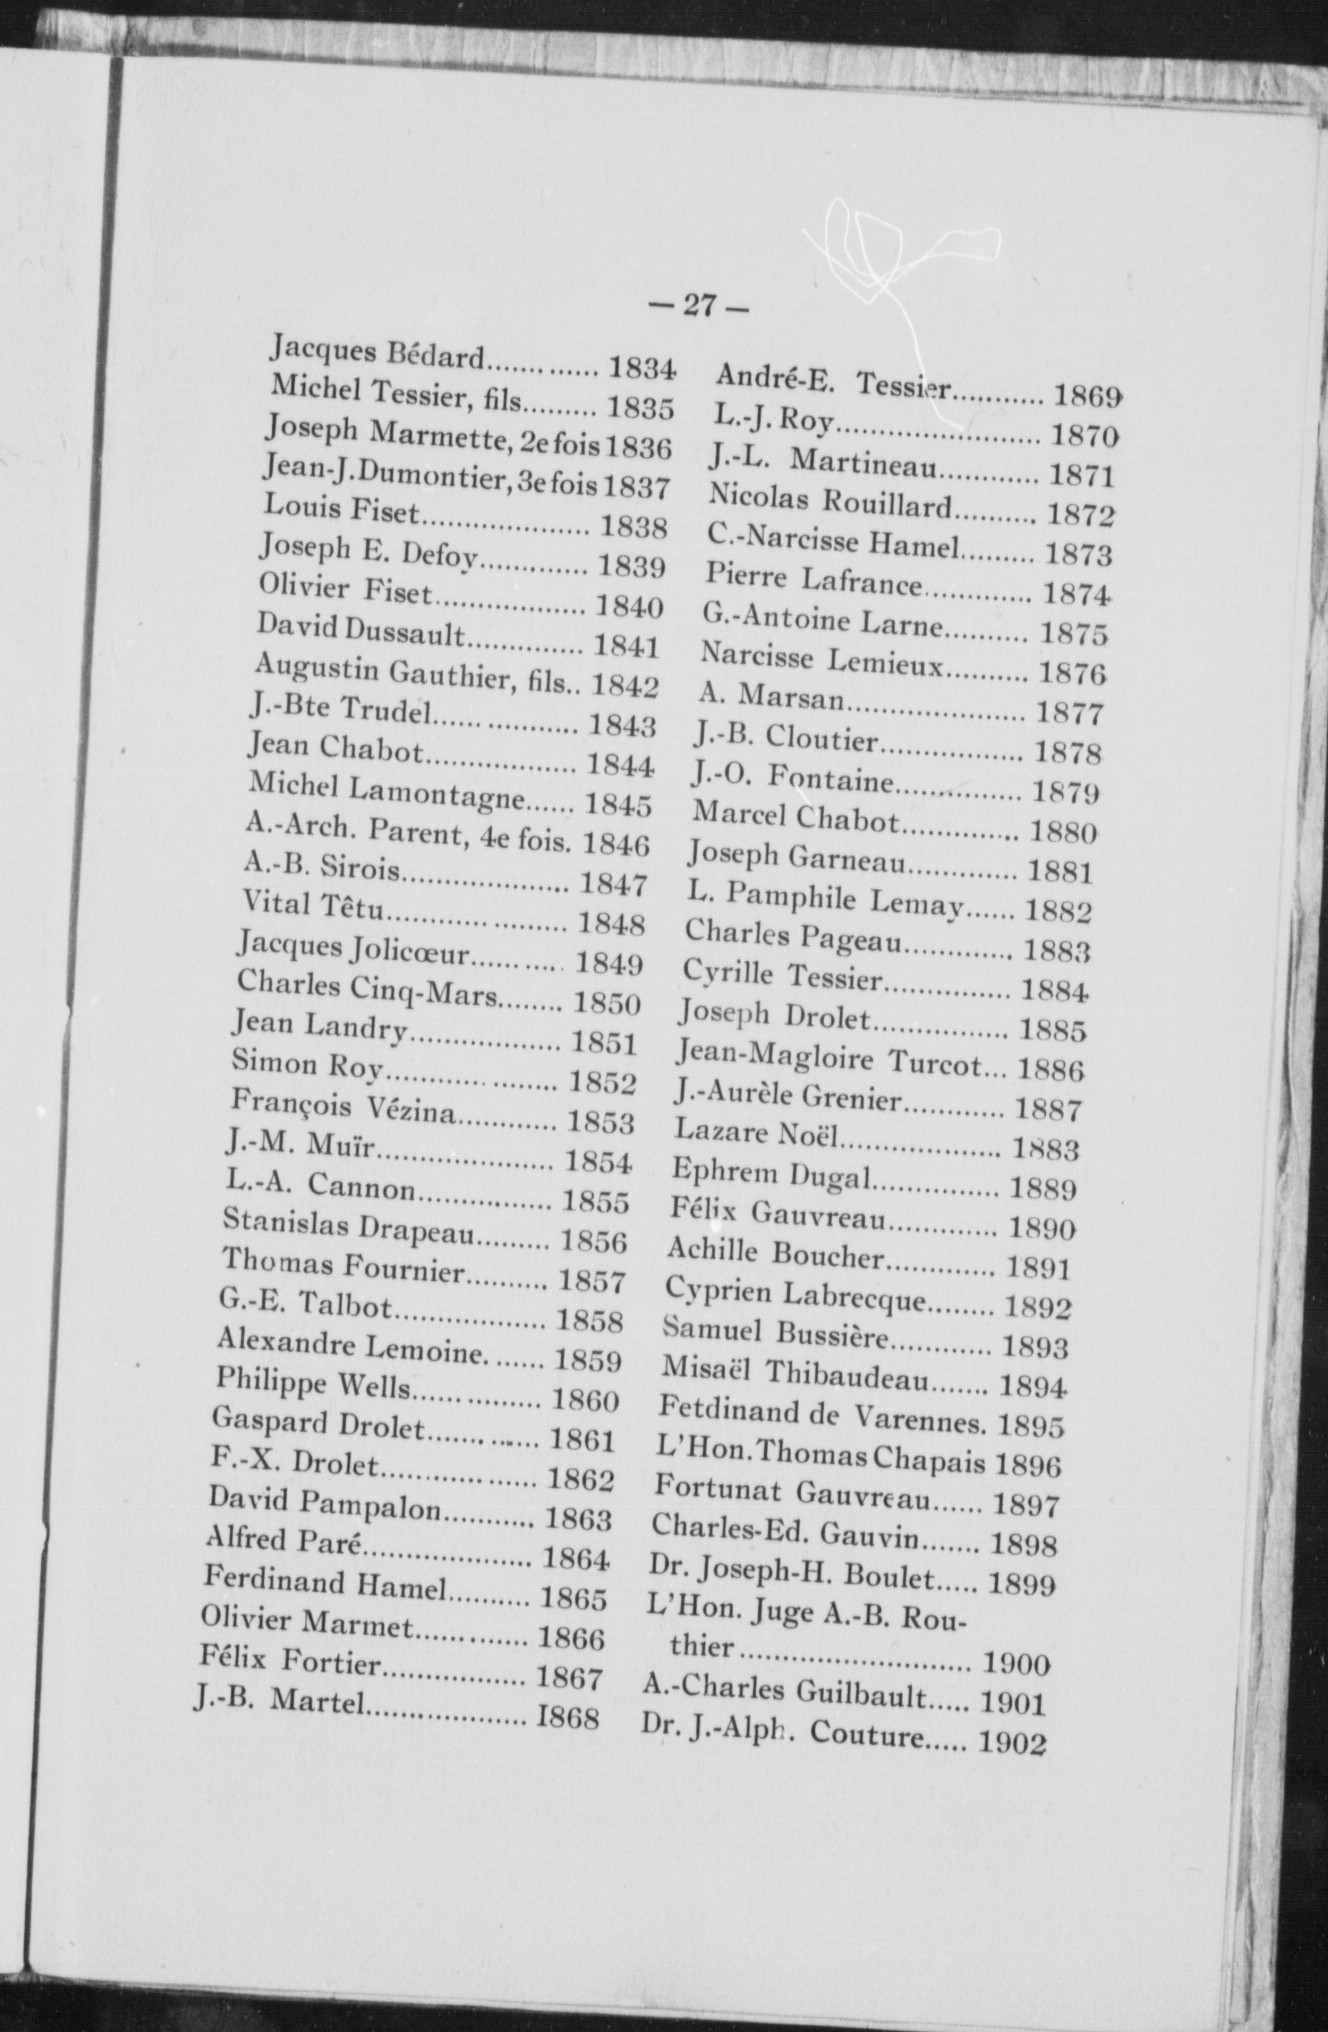 — 27 —
Jacques Bédard............. 1834
Michel Tessier, fils......... 1835
Joseph Marmette, 2e fois 1836
Jean-J. Dumontier, 3e fois 1837
Louis Fiset.................... 1838
Joseph E. Defoy............. 1839
Olivier Fiset.................. 1840
David Dussault.............. 1841
Augustin Gauthier, fils.. 1842
J.-Bte Trudel................. 1843
Jean Chabot.................. 1844
Michel Lamontagne...... 1845
A.-Arch. Parent, 4e fois. 1846
A.-B. Sirois.................... 1847
Vital Têtu..................... 1848
Jacques Jolicœur........... 1849
Charles Cinq-Mars........ 1850
Jean Landry.................. 1851
Simon Roy.................... 1852
François Vézina............ 1853
J.-M. Muïr..................... 1854
L.-A. Cannon................ 1855
Stanislas Drapeau......... 1856
Thomas Fournier.......... 1857
G.-E. Talbot.................. 1858
Alexandre Lemoine....... 1859
Philippe Wells............... 1860
Gaspard Drolet............. 1861
F.-X. Drolet................... 1862
David Pampalon........... 1863
Alfred Paré.................... 1864
Ferdinand Hamel.......... 1865
Olivier Marmet............. 1866
Félix Fortier................. 1867
J.-B. Martel................... I868
André-E. Tessier........... 1869
L.-J. Roy........................ 1870
J.-L. Martineau............ 1871
Nicolas Rouillard.......... 1872
C.-Narcisse Hamel......... 1873
Pierre Lafrance............. 1874
G.-Antoine Larne.......... 1875
Narcisse Lemieux.......... 1876
A. Marsan..................... 1877
J.-B. Cloutier................. 1878
J.-O. Fontaine............... 1879
Marcel Chabot.............. 1880
Joseph Garneau............. 1881
L. Pamphile Lemay...... 1882
Charles Pageau............. 1883
Cyrille Tessier............... 1884
Joseph Drolet................ 1885
Jean-Magloire Turcot... 1886
J.-Aurèle Grenier............ 1887
Lazare Noël................... 1883
Ephrem Dugal............... 1889
Félix Gauvreau............. 1890
Achille Boucher............. 1891
Cyprien Labrecque........ 1892
Samuel Bussière............ 1893
Misaël Thibaudeau....... 1894
Fetdinand de Varennes. 1895
L'Hon. Thomas Chapais 1896
Fortunat Gauvreau...... 1897
Charles-Ed. Gauvin....... 1898
Dr. Joseph-H. Boulet..... 1899
L'Hon. Juge A.-B. Rou-
thier........................... 1900
A.-Charles Guilbault..... 1901
Dr. J.-Alph. Couture..... 1902